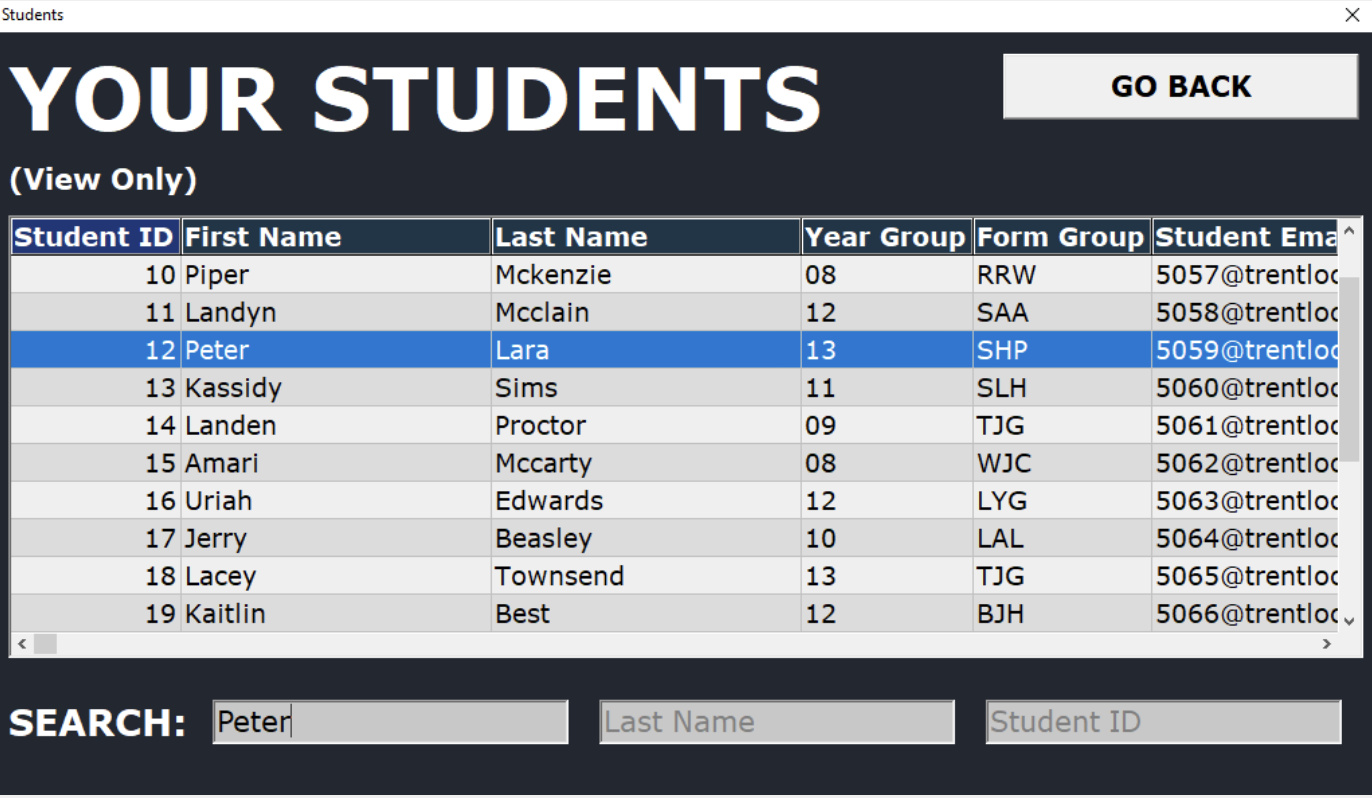 Students
YOUR STUDENTS
GO BACK
(View Only)
Student ID First Name Last Name Year Group Form Group Student Ema
10 Piper Mckenzie 08 RRW 5057@trentloc
11 Landyn Mcclain 12 SAA 5058@trentloc
12 Peter Lara 13 SHP 5059@trentloc
13 Kassidy Sims 11 SLH 5060@trentloc
14 Landen Proctor 09 TJG 5061@trentloc
15 Amari Mccarty 08 WJC 5062@trentloc
16 Uriah Edwards 12 LYG 5063@trentloc
17 Jerry Beasley 10 LAL 5064@trentloc
18 Lacey Townsend 13 TJG 5065@trentloc
19 Kaitlin Best 12 BJH 5066@trentloc
SEARCH: Peter Last Name Student ID